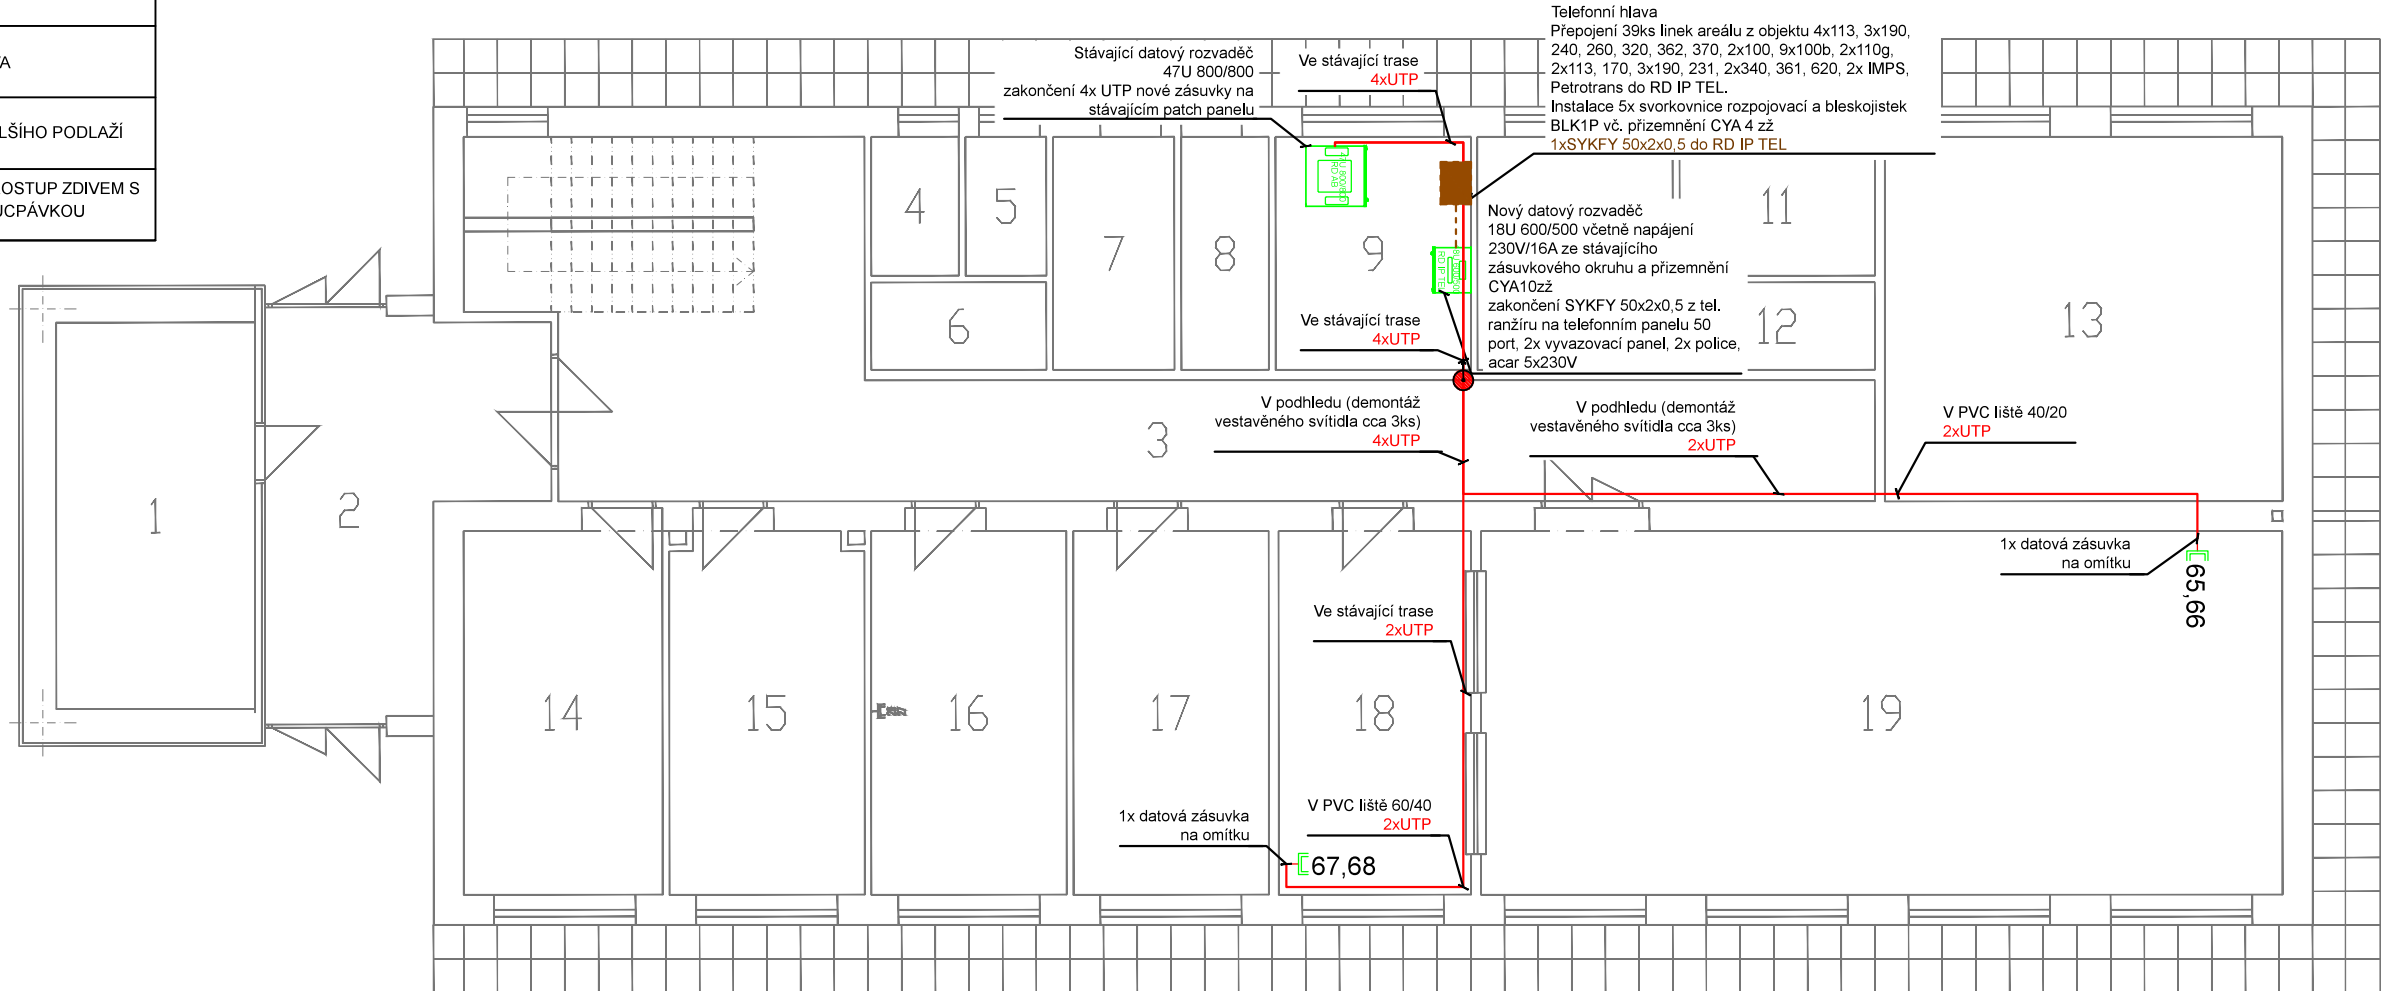 TA
LŠÍHO PODLAŽÍ
OSTUP ZDIVEM S
UCPÁVKOU
Stávající datový rozvaděč
47U 800/800
zakončení 4x UTP nové zásuvky na
stávajícím patch panelu
Ve stávající trase
4xUTP
Telefonní hlava
Přepojení 39ks linek areálu z objektu 4x113, 3x190,
240, 260, 320, 362, 370, 2x100, 9x100b, 2x110g,
2x113, 170, 3x190, 231, 2x340, 361, 620, 2x IMPS,
Petrotrans do RD IP TEL.
Instalace 5x svorkovnice rozpojovací a bleskojistek
BLK1P vč. přizemnění CYA 4 zž
1xSYKFY 50x2x0,5 do RD IP TEL
Nový datový rozvaděč
18U 600/500 včetně napájení
230V/16A ze stávajícího
zásuvkového okruhu a přizemnění
CYA10zž
zakončení SYKFY 50x2x0,5 z tel.
ranžíru na telefonním panelu 50
port, 2x vyvazovací panel, 2x police,
acar 5x230V
4
5
6
7
8
9
11
12
13
Ve stávající trase
4xUTP
V podhledu (demontáž
vestavěného svítidla cca 3ks)
4xUTP
V podhledu (demontáž
vestavěného svítidla cca 3ks)
2xUTP
V PVC liště 40/20
2xUTP
1
2
3
1x datová zásuvka
na omítku
65,66
Ve stávající trase
2xUTP
14
15
16
17
18
19
1x datová zásuvka
na omítku
V PVC liště 60/40
2xUTP
67,68